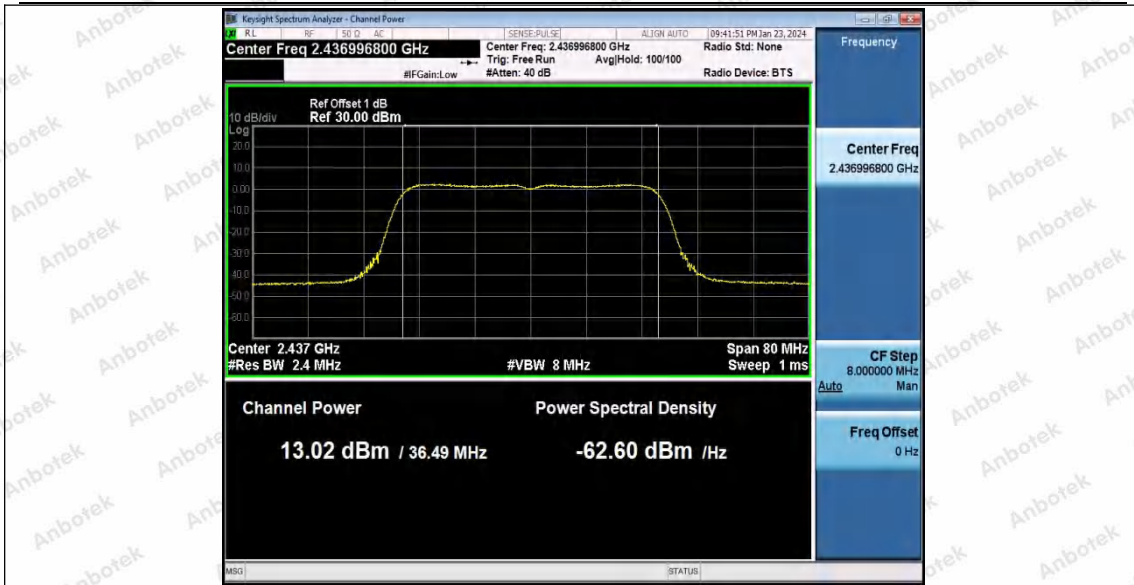 Keysight Spectrum Analyzer - Channel Power
RL RF 50 Ω AC SENSE:PULSE ALIGN AUTO 09:41:51 PM Jan 23, 2024
Center Freq 2.436996800 GHz
Center Freq: 2.436996800 GHz
Radio Std: None
Trig: Free Run Avg|Hold: 100/100
#IFGain:Low
#Atten: 40 dB
Radio Device: BTS
Ref Offset 1 dB
10 dB/div Ref 30.00 dBm
Log
20.0
10.0
0.00
-10.0
-20.0
-30.0
-40.0
-50.0
-60.0
Center 2.437 GHz
Span 80 MHz
#Res BW 2.4 MHz
#VBW 8 MHz
Sweep 1 ms
Channel Power
Power Spectral Density
13.02 dBm / 36.49 MHz
-62.60 dBm /Hz
MSG
STATUS
Frequency
Center Freq
2.436996800 GHz
CF Step
8.000000 MHz
Auto Man
Freq Offset
0 Hz
Anbotek